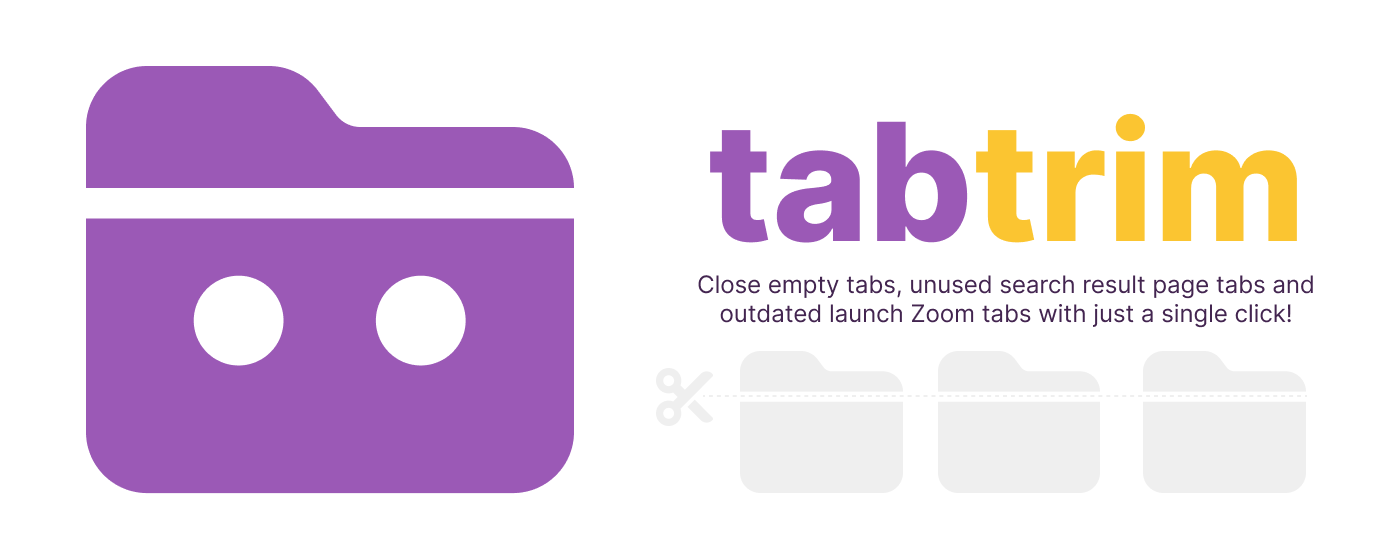 tabtrim
Close empty tabs, unused search result page tabs and
outdated launch Zoom tabs with just a single click!